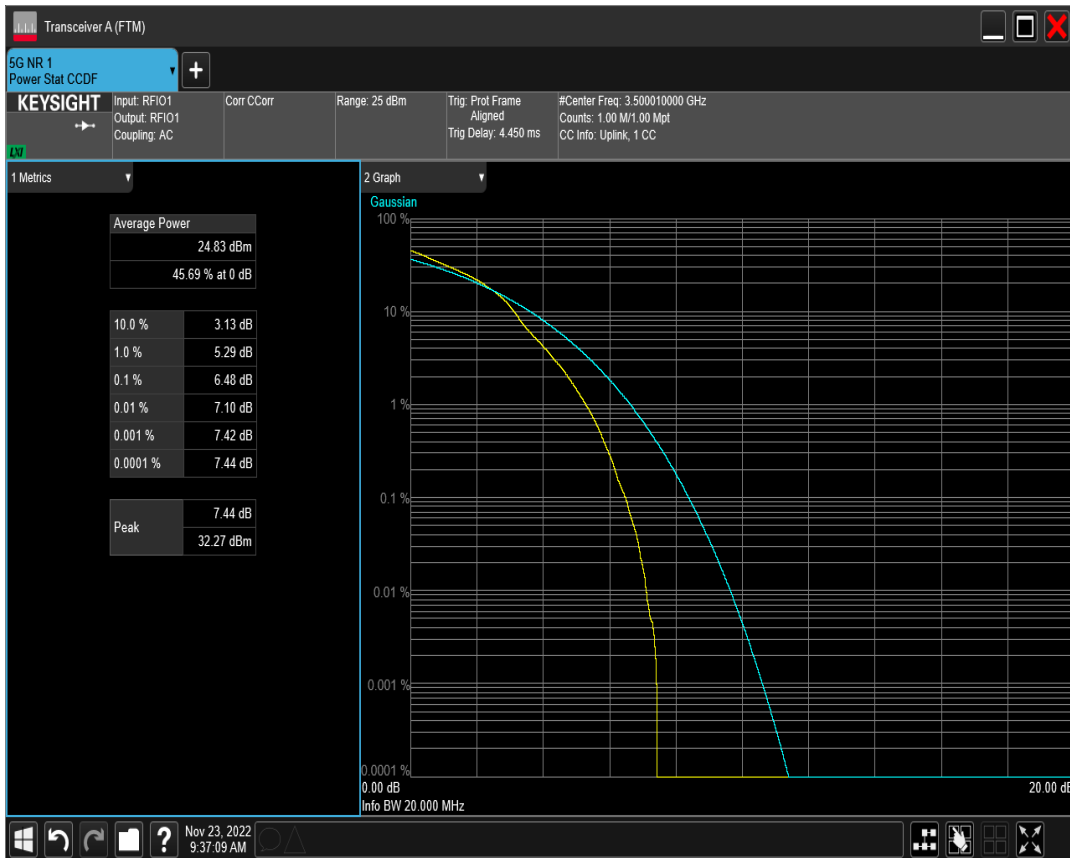 Transceiver A (FTM)
5G NR 1
Power Stat CCDF
+
KEYSIGHT
LXI
Input: RFIO1
Output: RFIO1
Coupling: AC
Corr CCorr
Range: 25 dBm
Trig: Prot Frame
Aligned
Trig Delay: 4.450 ms
#Center Freq: 3.500010000 GHz
Counts: 1.00 M/1.00 Mpt
CC Info: Uplink, 1 CC
1 Metrics
Average Power
24.83 dBm
45.69 % at 0 dB
10.0 % 3.13 dB
1.0 % 5.29 dB
0.1 % 6.48 dB
0.01 % 7.10 dB
0.001 % 7.42 dB
0.0001 % 7.44 dB
Peak
7.44 dB
32.27 dBm
2 Graph
Gaussian
100 %
10 %
1 %
0.1 %
0.01 %
0.001 %
0.0001 %
0.00 dB 20.00 dB
Info BW 20.000 MHz
?
Nov 23, 2022
9:37:09 AM